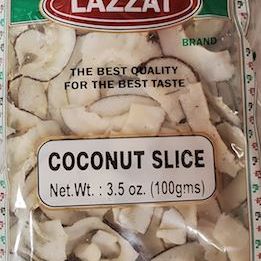 LAZZAT
BRAND
THE BEST QUALITY
FOR THE BEST TASTE
COCONUT SLICE
Net.Wt. : 3.5 oz. (100gms)